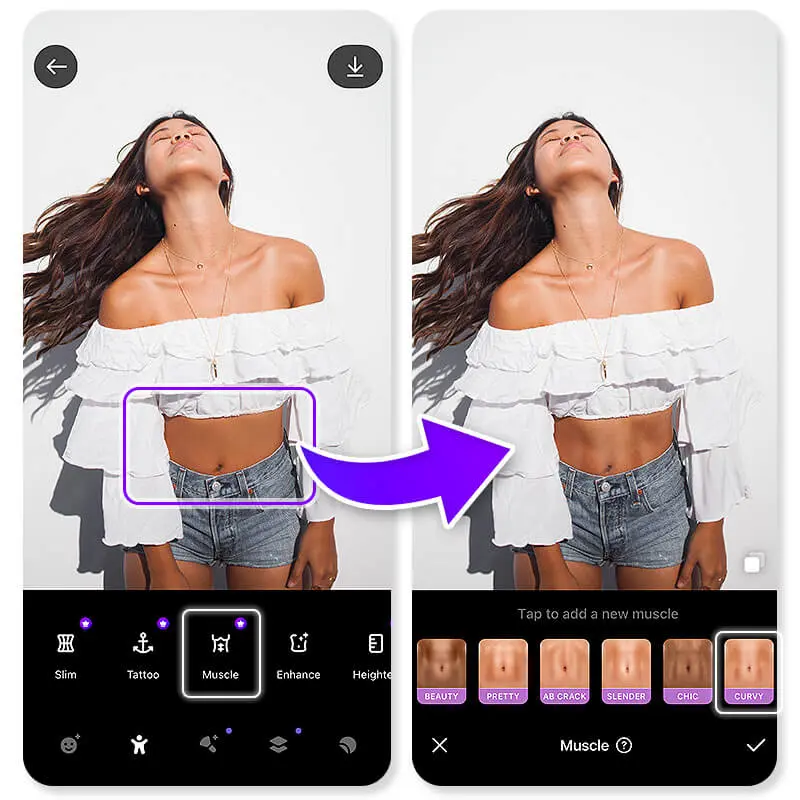 Slim
Tattoo
Muscle
Enhance
Heighte
Tap to add a new muscle
BEAUTY
PRETTY
AB CRACK
SLENDER
CHIC
CURVY
Muscle ?